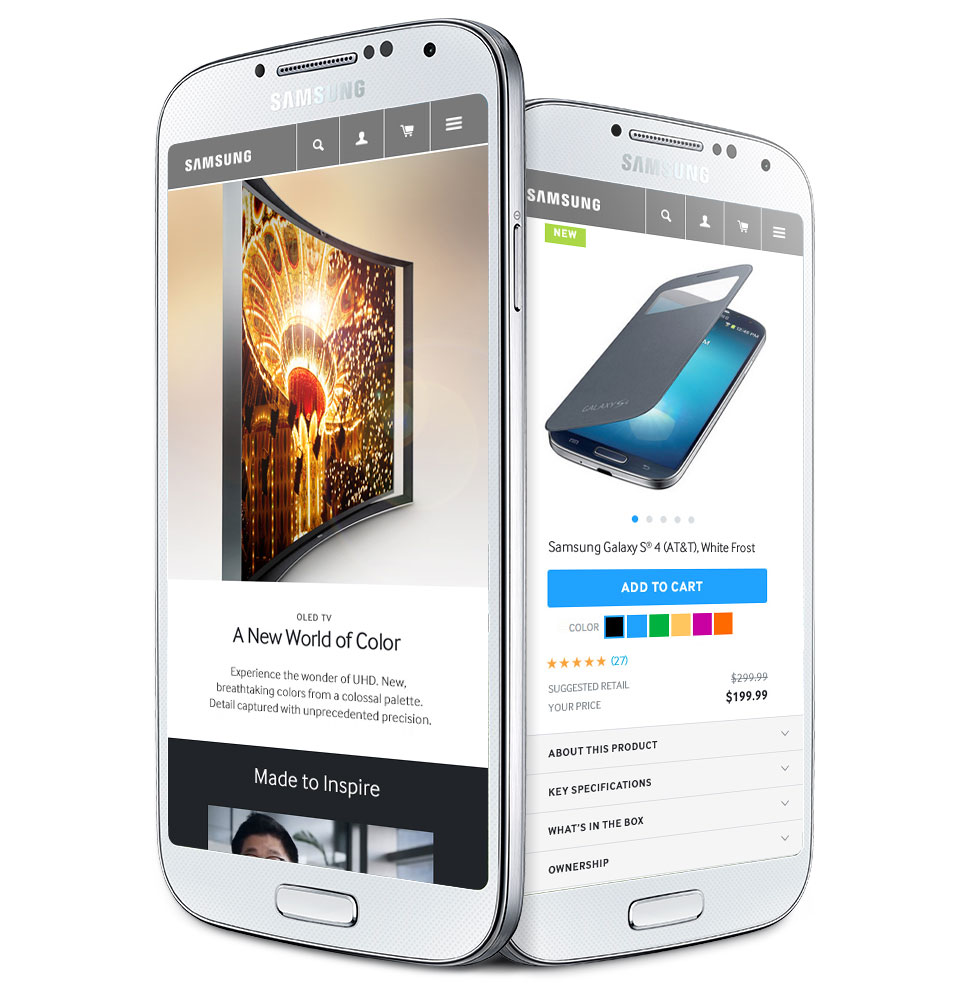 SAMSUNG
SAMSUNG
OLED TV
A New World of Color
Experience the wonder of UHD. New,
breathtaking colors from a colossal palette.
Detail captured with unprecedented precision.
Made to Inspire
SAMSUNG
SAMSUNG
NEW
12:45 PM
GALAXY S4
Samsung Galaxy S® 4 (AT&T), White Frost
ADD TO CART
COLOR
(27)
SUGGESTED RETAIL $299.99
YOUR PRICE $199.99
ABOUT THIS PRODUCT
KEY SPECIFICATIONS
WHAT'S IN THE BOX
OWNERSHIP